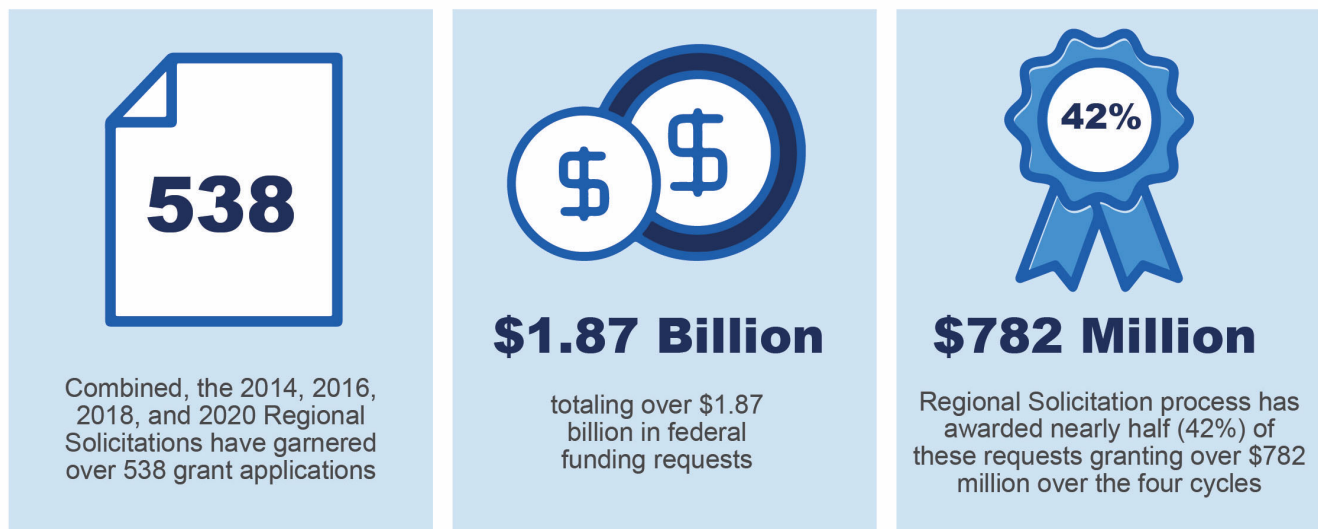 538
Combined, the 2014, 2016,
2018, and 2020 Regional
Solicitations have garnered
over 538 grant applications
$ $
$1.87 Billion
totaling over $1.87
billion in federal
funding requests
42%
$782 Million
Regional Solicitation process has
awarded nearly half (42%) of
these requests granting over $782
million over the four cycles